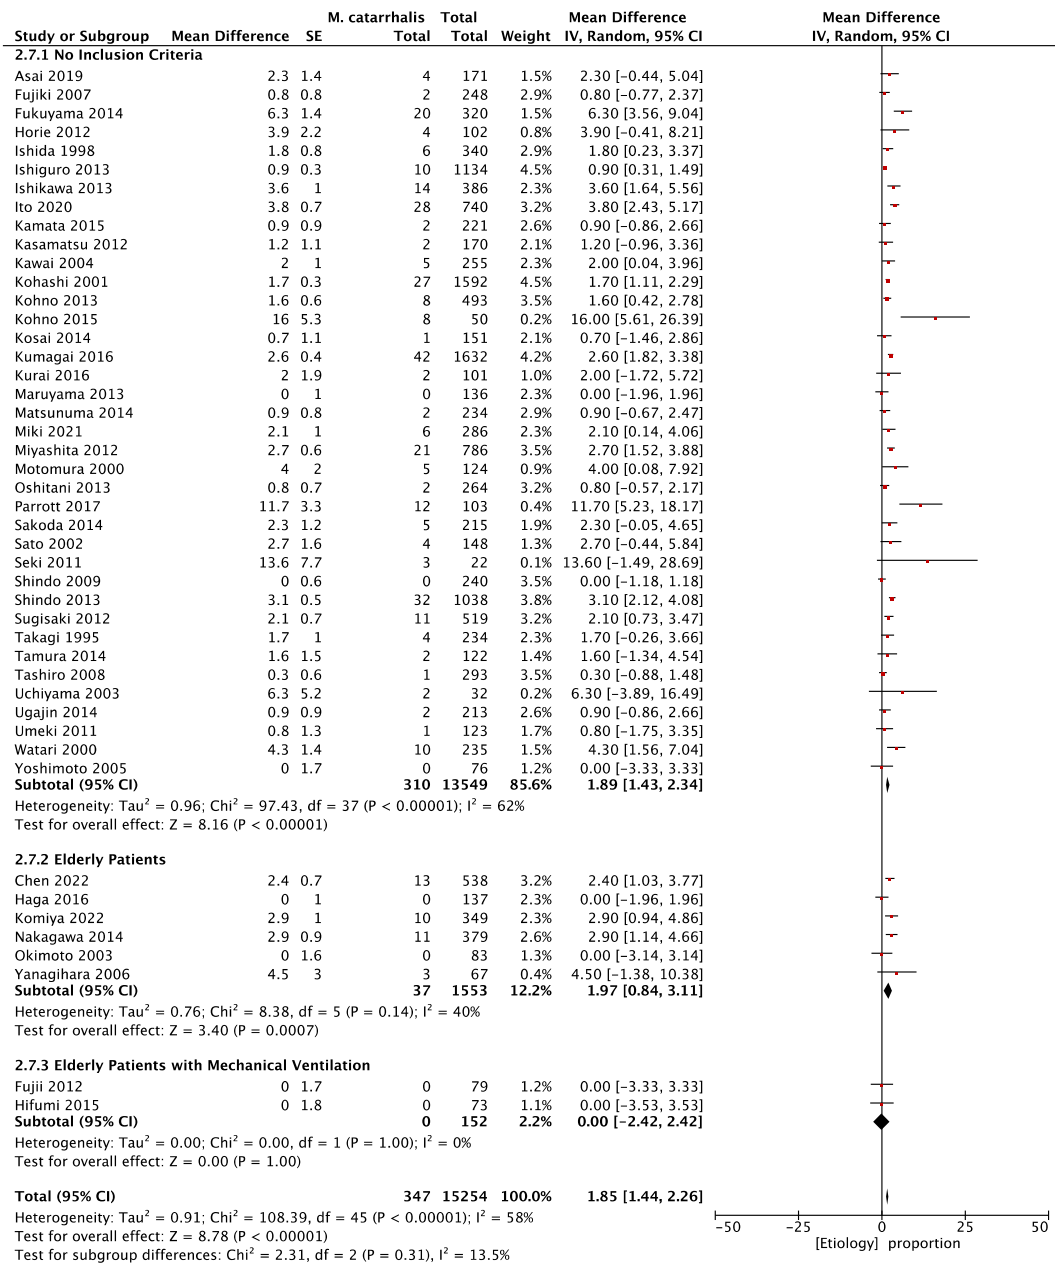 M. catarrhalis Total Mean Difference Mean Difference
Study or Subgroup Mean Difference SE Total Total Weight IV, Random, 95% CI IV, Random, 95% CI
2.7.1 No Inclusion Criteria
Asai 2019 2.3 1.4 4 171 1.5% 2.30 [−0.44, 5.04]
Fujiki 2007 0.8 0.8 2 248 2.9% 0.80 [−0.77, 2.37]
Fukuyama 2014 6.3 1.4 20 320 1.5% 6.30 [3.56, 9.04]
Horie 2012 3.9 2.2 4 102 0.8% 3.90 [−0.41, 8.21]
Ishida 1998 1.8 0.8 6 340 2.9% 1.80 [0.23, 3.37]
Ishiguro 2013 0.9 0.3 10 1134 4.5% 0.90 [0.31, 1.49]
Ishikawa 2013 3.6 1 14 386 2.3% 3.60 [1.64, 5.56]
Ito 2020 3.8 0.7 28 740 3.2% 3.80 [2.43, 5.17]
Kamata 2015 0.9 0.9 2 221 2.6% 0.90 [−0.86, 2.66]
Kasamatsu 2012 1.2 1.1 2 170 2.1% 1.20 [−0.96, 3.36]
Kawai 2004 2 1 5 255 2.3% 2.00 [0.04, 3.96]
Kohashi 2001 1.7 0.3 27 1592 4.5% 1.70 [1.11, 2.29]
Kohno 2013 1.6 0.6 8 493 3.5% 1.60 [0.42, 2.78]
Kohno 2015 16 5.3 8 50 0.2% 16.00 [5.61, 26.39]
Kosai 2014 0.7 1.1 1 151 2.1% 0.70 [−1.46, 2.86]
Kumagai 2016 2.6 0.4 42 1632 4.2% 2.60 [1.82, 3.38]
Kurai 2016 2 1.9 2 101 1.0% 2.00 [−1.72, 5.72]
Maruyama 2013 0 1 0 136 2.3% 0.00 [−1.96, 1.96]
Matsunuma 2014 0.9 0.8 2 234 2.9% 0.90 [−0.67, 2.47]
Miki 2021 2.1 1 6 286 2.3% 2.10 [0.14, 4.06]
Miyashita 2012 2.7 0.6 21 786 3.5% 2.70 [1.52, 3.88]
Motomura 2000 4 2 5 124 0.9% 4.00 [0.08, 7.92]
Oshitani 2013 0.8 0.7 2 264 3.2% 0.80 [−0.57, 2.17]
Parrott 2017 11.7 3.3 12 103 0.4% 11.70 [5.23, 18.17]
Sakoda 2014 2.3 1.2 5 215 1.9% 2.30 [−0.05, 4.65]
Sato 2002 2.7 1.6 4 148 1.3% 2.70 [−0.44, 5.84]
Seki 2011 13.6 7.7 3 22 0.1% 13.60 [−1.49, 28.69]
Shindo 2009 0 0.6 0 240 3.5% 0.00 [−1.18, 1.18]
Shindo 2013 3.1 0.5 32 1038 3.8% 3.10 [2.12, 4.08]
Sugisaki 2012 2.1 0.7 11 519 3.2% 2.10 [0.73, 3.47]
Takagi 1995 1.7 1 4 234 2.3% 1.70 [−0.26, 3.66]
Tamura 2014 1.6 1.5 2 122 1.4% 1.60 [−1.34, 4.54]
Tashiro 2008 0.3 0.6 1 293 3.5% 0.30 [−0.88, 1.48]
Uchiyama 2003 6.3 5.2 2 32 0.2% 6.30 [−3.89, 16.49]
Ugajin 2014 0.9 0.9 2 213 2.6% 0.90 [−0.86, 2.66]
Umeki 2011 0.8 1.3 1 123 1.7% 0.80 [−1.75, 3.35]
Watari 2000 4.3 1.4 10 235 1.5% 4.30 [1.56, 7.04]
Yoshimoto 2005 0 1.7 0 76 1.2% 0.00 [−3.33, 3.33]
Subtotal (95% CI) 310 13549 85.6% 1.89 [1.43, 2.34]
Heterogeneity: Tau² = 0.96; Chi² = 97.43, df = 37 (P < 0.00001); I² = 62%
Test for overall effect: Z = 8.16 (P < 0.00001)
2.7.2 Elderly Patients
Chen 2022 2.4 0.7 13 538 3.2% 2.40 [1.03, 3.77]
Haga 2016 0 1 0 137 2.3% 0.00 [−1.96, 1.96]
Komiya 2022 2.9 1 10 349 2.3% 2.90 [0.94, 4.86]
Nakagawa 2014 2.9 0.9 11 379 2.6% 2.90 [1.14, 4.66]
Okimoto 2003 0 1.6 0 83 1.3% 0.00 [−3.14, 3.14]
Yanagihara 2006 4.5 3 3 67 0.4% 4.50 [−1.38, 10.38]
Subtotal (95% CI) 37 1553 12.2% 1.97 [0.84, 3.11]
Heterogeneity: Tau² = 0.76; Chi² = 8.38, df = 5 (P = 0.14); I² = 40%
Test for overall effect: Z = 3.40 (P = 0.0007)
2.7.3 Elderly Patients with Mechanical Ventilation
Fujii 2012 0 1.7 0 79 1.2% 0.00 [−3.33, 3.33]
Hifumi 2015 0 1.8 0 73 1.1% 0.00 [−3.53, 3.53]
Subtotal (95% CI) 0 152 2.2% 0.00 [−2.42, 2.42]
Heterogeneity: Tau² = 0.00; Chi² = 0.00, df = 1 (P = 1.00); I² = 0%
Test for overall effect: Z = 0.00 (P = 1.00)
Total (95% CI) 347 15254 100.0% 1.85 [1.44, 2.26]
Heterogeneity: Tau² = 0.91; Chi² = 108.39, df = 45 (P < 0.00001); I² = 58%
Test for overall effect: Z = 8.78 (P < 0.00001)
Test for subgroup differences: Chi² = 2.31, df = 2 (P = 0.31), I² = 13.5%
−50 −25 0 25 50
[Etiology] proportion